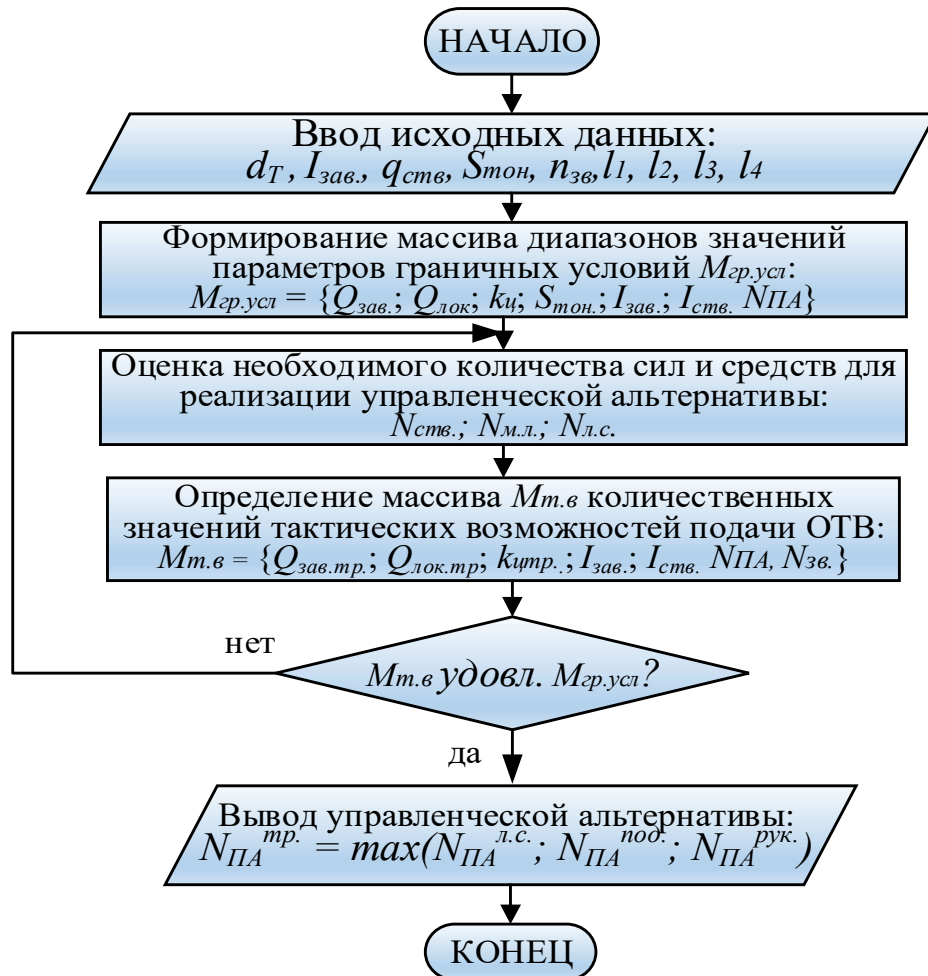 НАЧАЛО
Ввод исходных данных:
d_T, I_зав., q_ств, S_тон, n_зв, l1, l2, l3, l4
Формирование массива диапазонов значений
параметров граничных условий M_гр.усл:
M_гр.усл = {Q_зав.; Q_лок; k_ц; S_тон.; I_зав.; I_ств. N_ПА}
Оценка необходимого количества сил и средств для
реализации управленческой альтернативы:
N_ств.; N_м.л.; N_л.с.
Определение массива M_т.в количественных
значений тактических возможностей подачи ОТВ:
M_т.в = {Q_зав.тр.; Q_лок.тр; k_цтр.; I_зав.; I_ств. N_ПА, N_зв.}
нет
M_т.в удовл. M_гр.усл?
да
Вывод управленческой альтернативы:
N_ПА^тр. = max(N_ПА^л.с.; N_ПА^под.; N_ПА^рук.)
КОНЕЦ